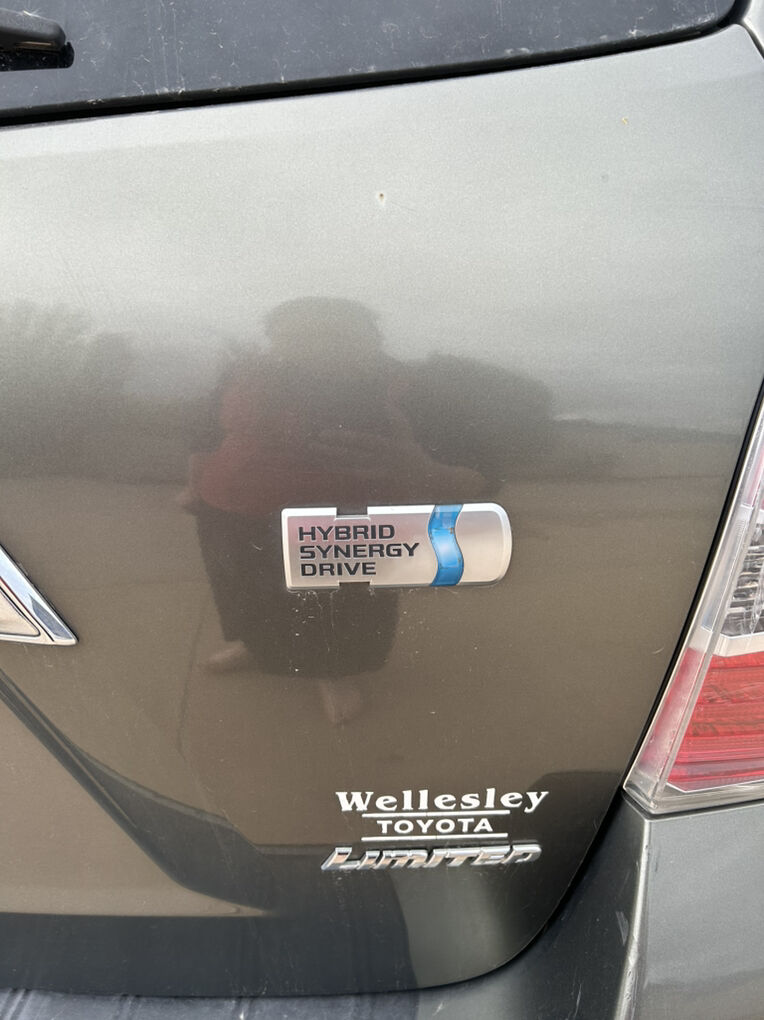 HYBRID
SYNERGY
DRIVE
Wellesley
TOYOTA
LIMITED